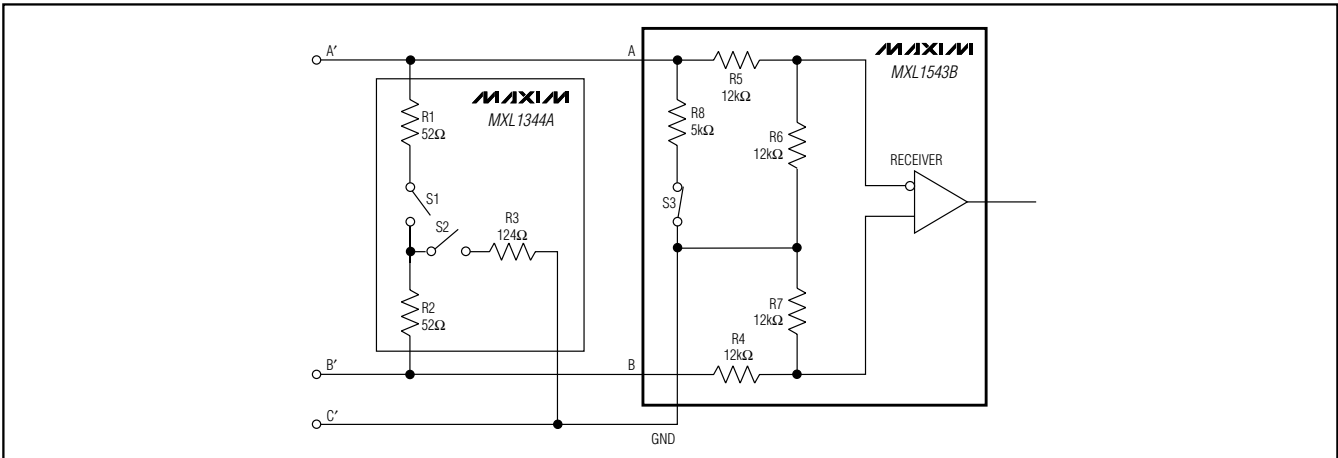 A′
A
MAXIM
MXL1543B
R5
12kΩ
MAXIM
MXL1344A
R1
52Ω
R8
5kΩ
R6
12kΩ
RECEIVER
S1
S3
S2
R3
124Ω
R2
52Ω
R7
12kΩ
R4
12kΩ
B′
B
C′
GND